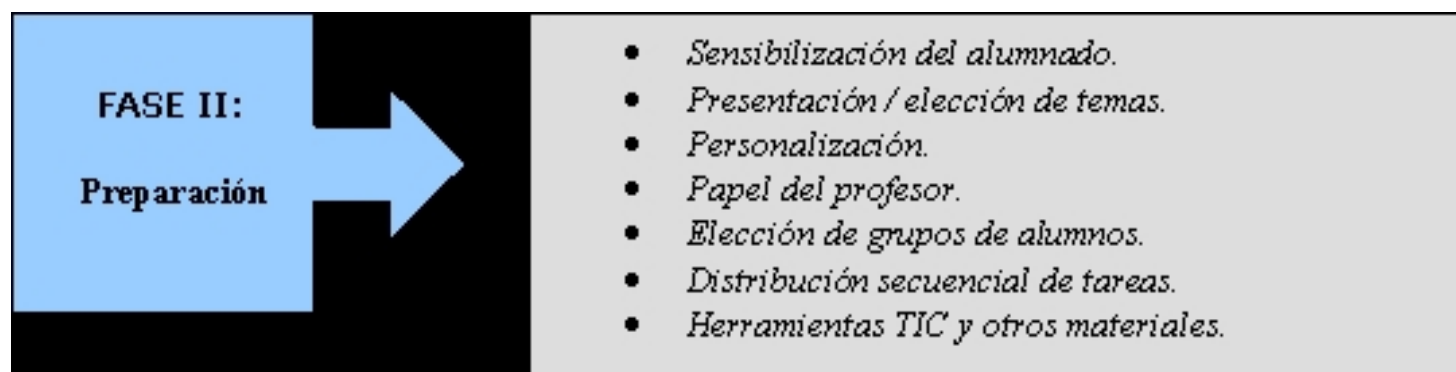 FASE II:
Preparación
• Sensibilización del alumnado.
• Presentación / elección de temas.
• Personalización.
• Papel del profesor.
• Elección de grupos de alumnos.
• Distribución secuencial de tareas.
• Herramientas TIC y otros materiales.